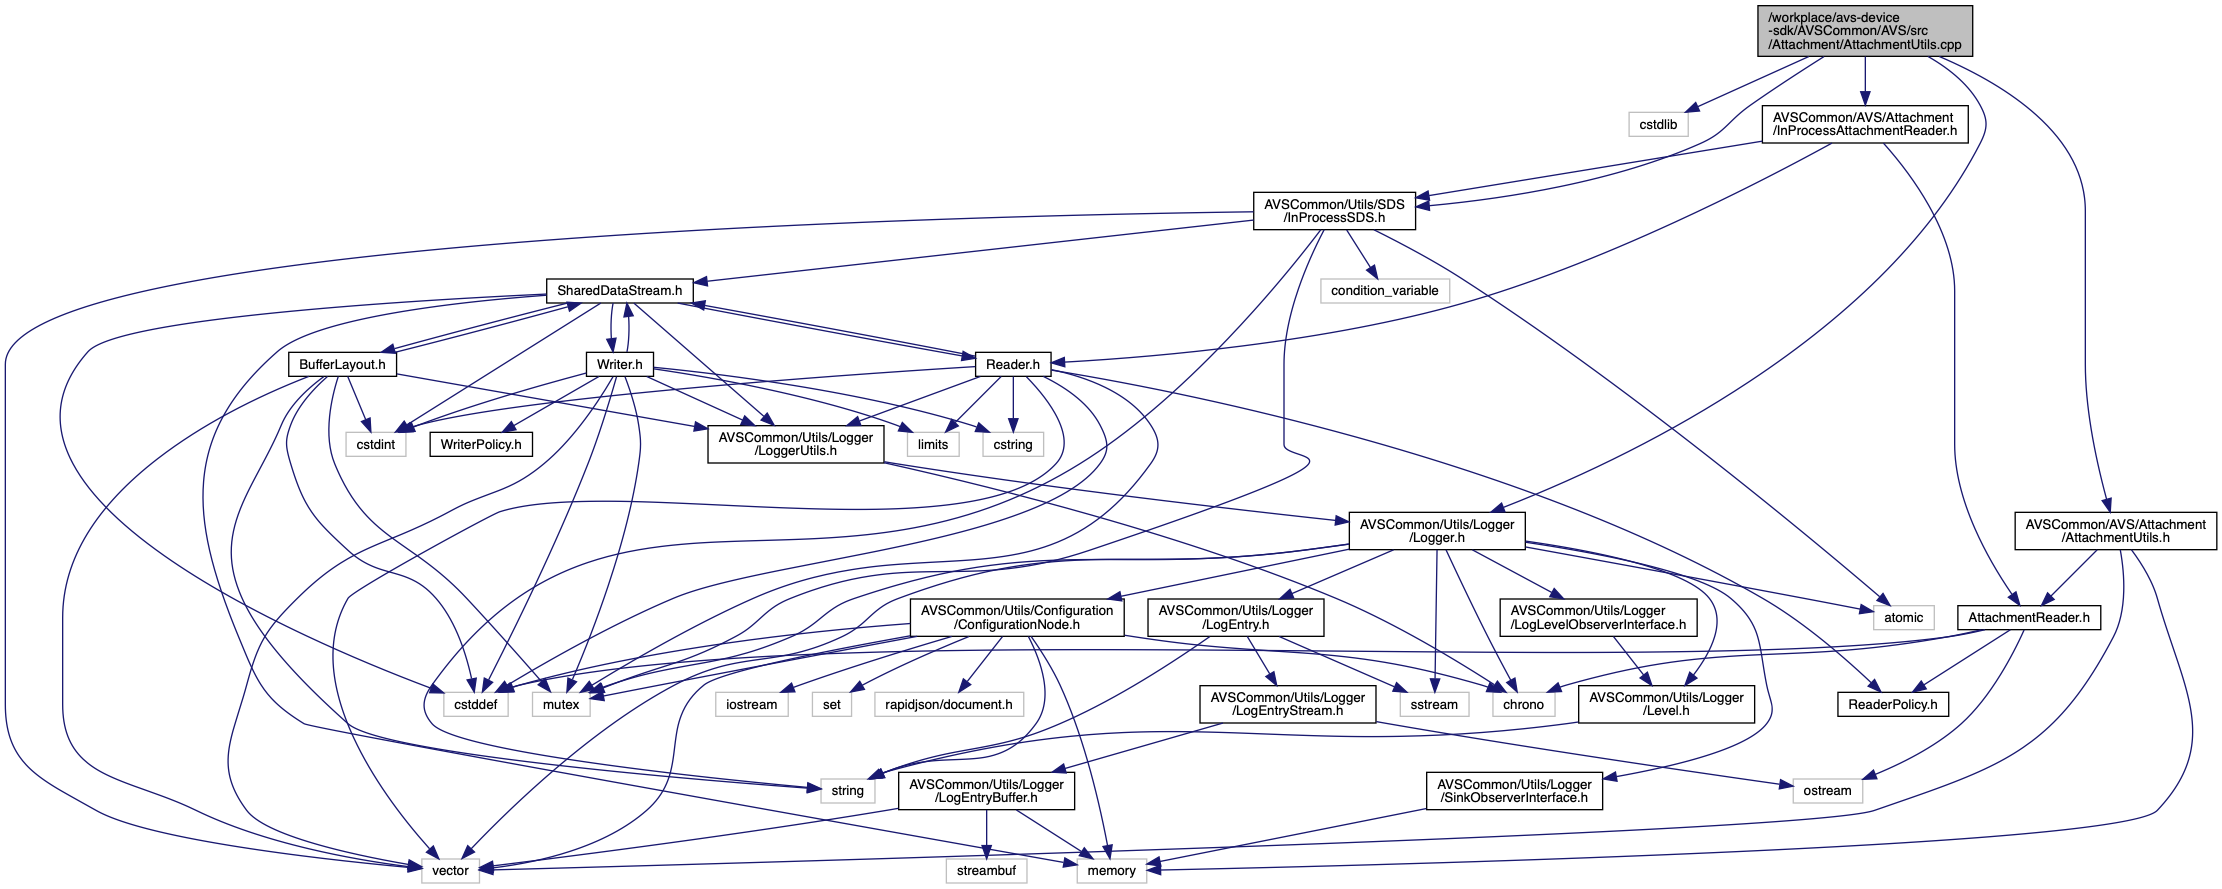 /workplace/avs-device
-sdk/AVSCommon/AVS/src
/Attachment/AttachmentUtils.cpp
cstdlib
AVSCommon/AVS/Attachment
/InProcessAttachmentReader.h
AVSCommon/Utils/SDS
/InProcessSDS.h
SharedDataStream.h
condition_variable
BufferLayout.h
Writer.h
Reader.h
cstdint
WriterPolicy.h
AVSCommon/Utils/Logger
/LoggerUtils.h
limits
cstring
AVSCommon/Utils/Logger
/Logger.h
AVSCommon/AVS/Attachment
/AttachmentUtils.h
AVSCommon/Utils/Configuration
/ConfigurationNode.h
AVSCommon/Utils/Logger
/LogEntry.h
AVSCommon/Utils/Logger
/LogLevelObserverInterface.h
atomic
AttachmentReader.h
cstddef
mutex
iostream
set
rapidjson/document.h
AVSCommon/Utils/Logger
/LogEntryStream.h
sstream
chrono
AVSCommon/Utils/Logger
/Level.h
ReaderPolicy.h
string
AVSCommon/Utils/Logger
/LogEntryBuffer.h
AVSCommon/Utils/Logger
/SinkObserverInterface.h
ostream
vector
streambuf
memory